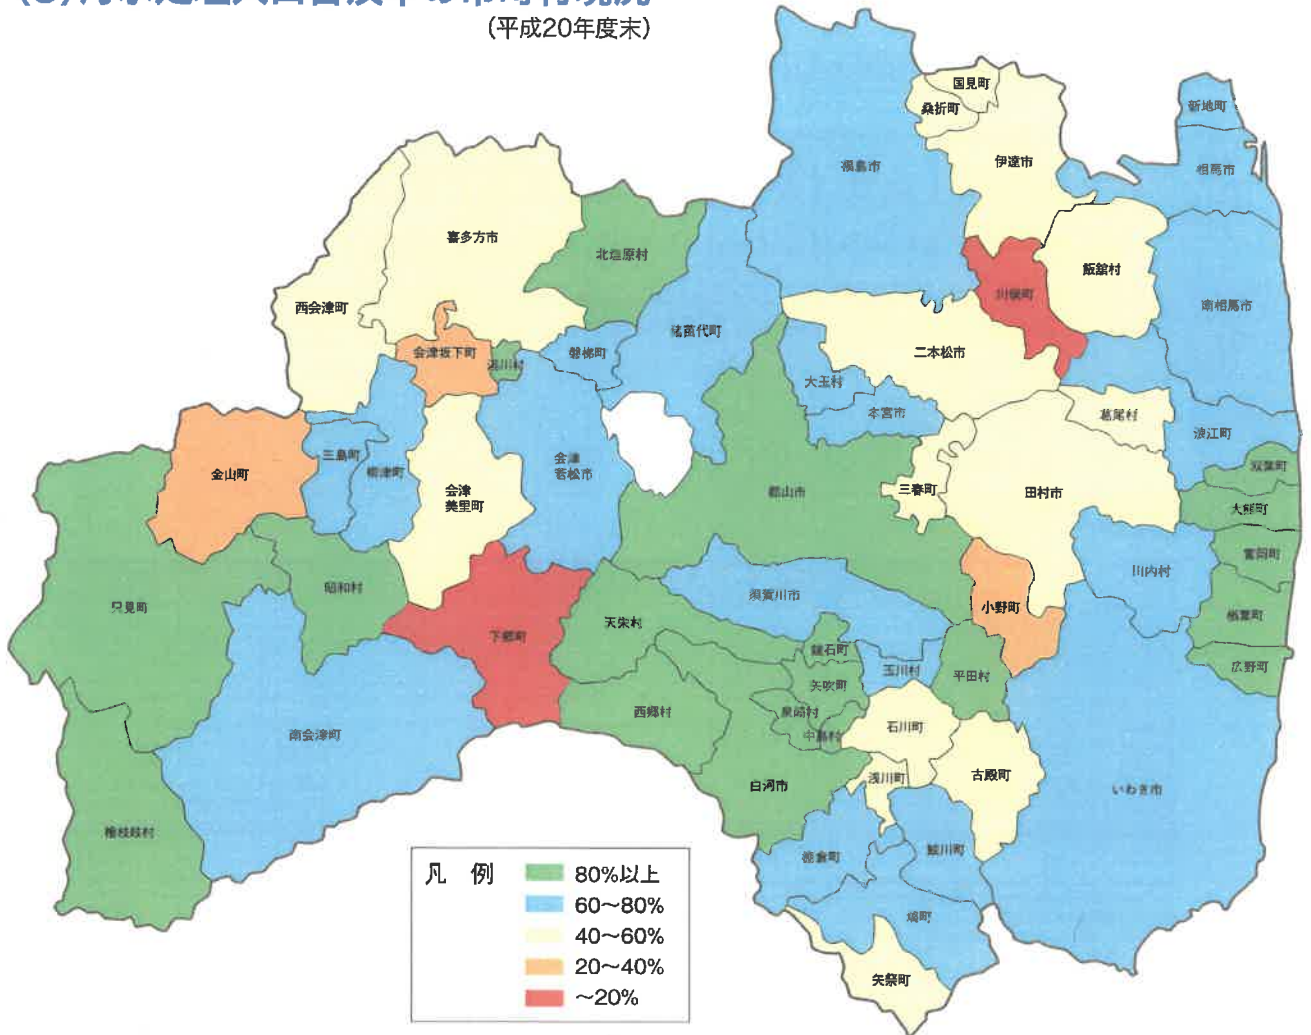 (平成20年度末)
国見町
桑折町
新地町
福島市
伊達市
相馬市
喜多方市
北塩原村
飯舘村
西会津町
川俣町
南相馬市
猪苗代町
会津坂下町
湯川村
磐梯町
二本松市
大玉村
本宮市
葛尾村
浪江町
三島町
柳津町
金山町
会津
若松市
双葉町
会津
美里町
郡山市
三春町
田村市
大熊町
富岡町
川内村
昭和村
須賀川市
只見町
小野町
楢葉町
天栄村
下郷町
鏡石町
玉川村
平田村
広野町
矢吹町
西郷村
泉崎村
中島村
石川町
南会津町
浅川町
古殿町
白河市
いわき市
檜枝岐村
棚倉町
鮫川町
塙町
矢祭町
凡 例
80%以上
60~80%
40~60%
20~40%
~20%